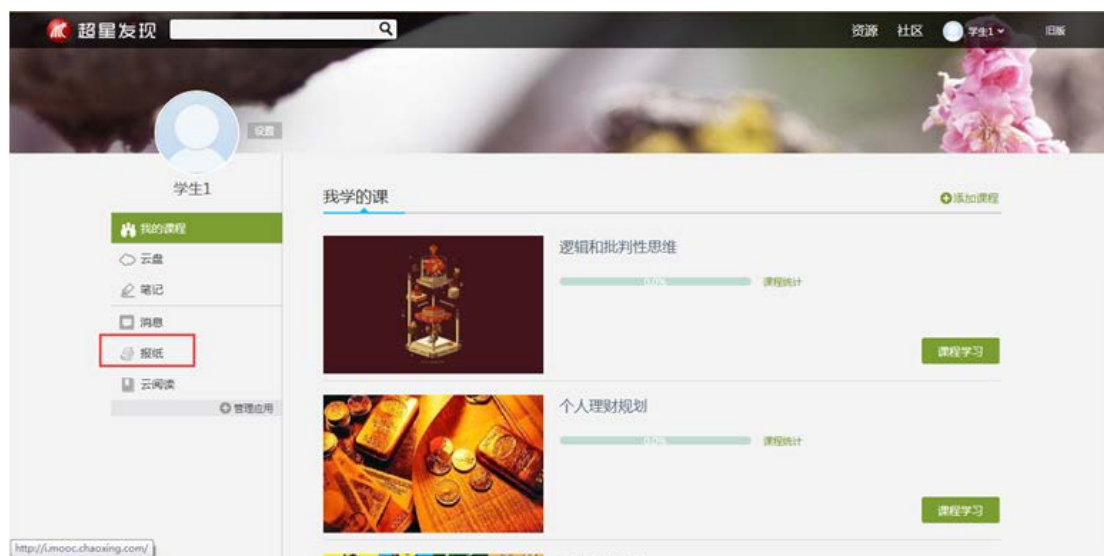 超星发现
资源 社区 学生1 旧版
设置
学生1
我的课程
云盘
笔记
消息
报纸
云阅读
管理应用
我学的课
添加课程
逻辑和批判性思维
0.0% 课程统计
课程学习
个人理财规划
0.0% 课程统计
课程学习
http://i.mooc.chaoxing.com/